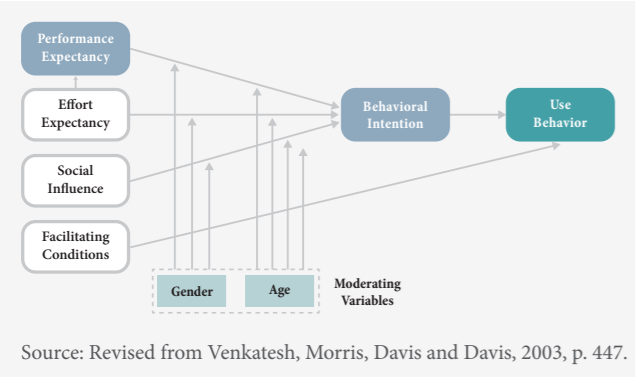 Performance
Expectancy
Effort
Expectancy
Social
Influence
Facilitating
Conditions
Behavioral
Intention
Use
Behavior
Gender
Age
Moderating
Variables
Source: Revised from Venkatesh, Morris, Davis and Davis, 2003, p. 447.